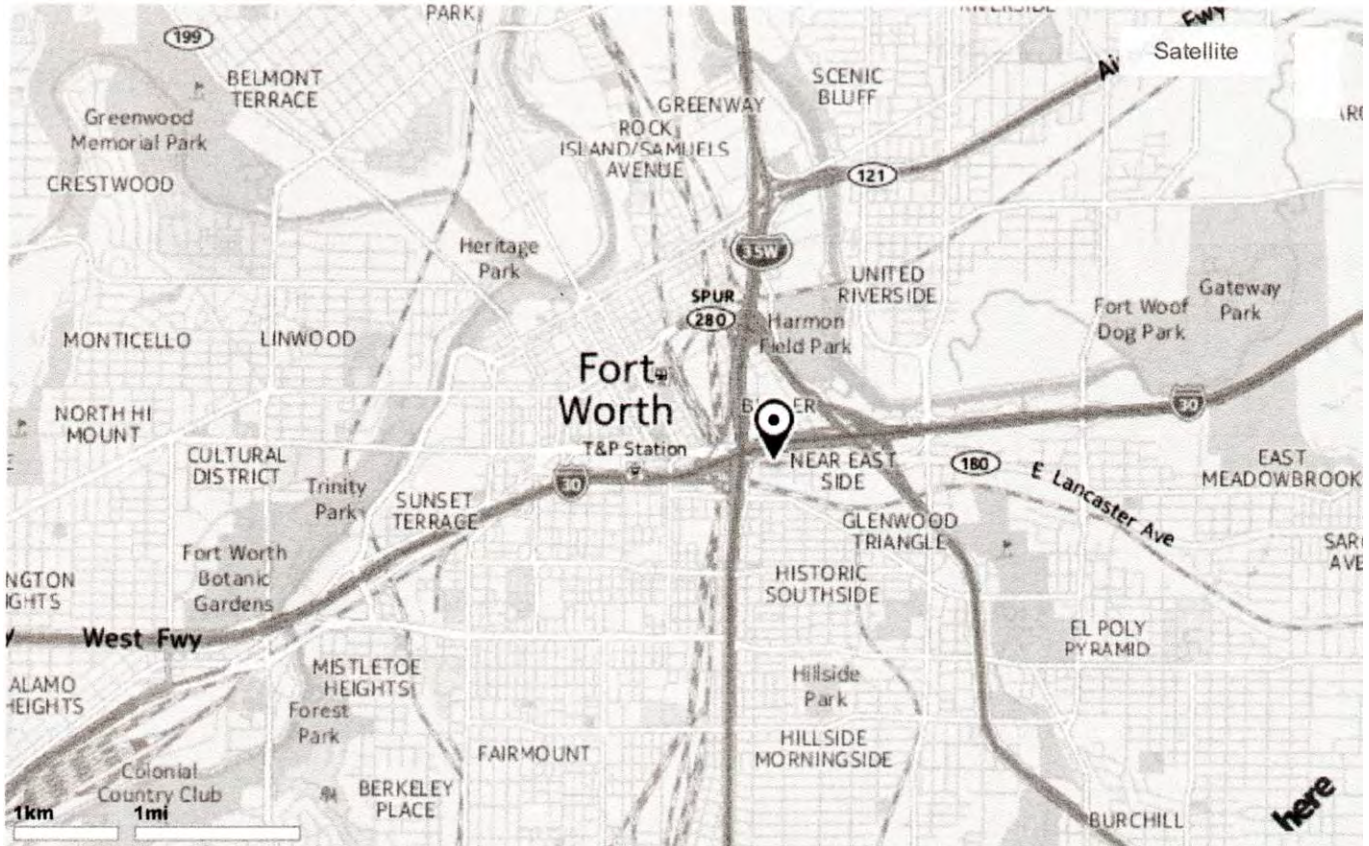 PARK
199
Fwy
Satellite
BELMONT
TERRACE
SCENIC
BLUFF
Greenwood
Memorial Park
GREENWAY
ROCK
ISLAND/SAMUELS
AVENUE
CRESTWOOD
121
Heritage
Park
35W
UNITED
RIVERSIDE
SPUR
280
Gateway
Park
Fort Woof
Dog Park
MONTICELLO
LINWOOD
Harmon
Field Park
Fort
Worth
30
NORTH HI
MOUNT
T&P Station
CULTURAL
DISTRICT
NEAR EAST
SIDE
180
EAST
MEADOWBROOK
30
Trinity
Park
SUNSET
TERRACE
E Lancaster Ave
GLENWOOD
TRIANGLE
Fort Worth
Botanic
Gardens
HISTORIC
SOUTHSIDE
West Fwy
EL POLY
PYRAMID
MISTLETOE
HEIGHTS
Hillside
Park
ALAMO
HEIGHTS
Forest
Park
FAIRMOUNT
HILLSIDE
MORNINGSIDE
Colonial
Country Club
BERKELEY
PLACE
1km
1mi
BURCHILL
here